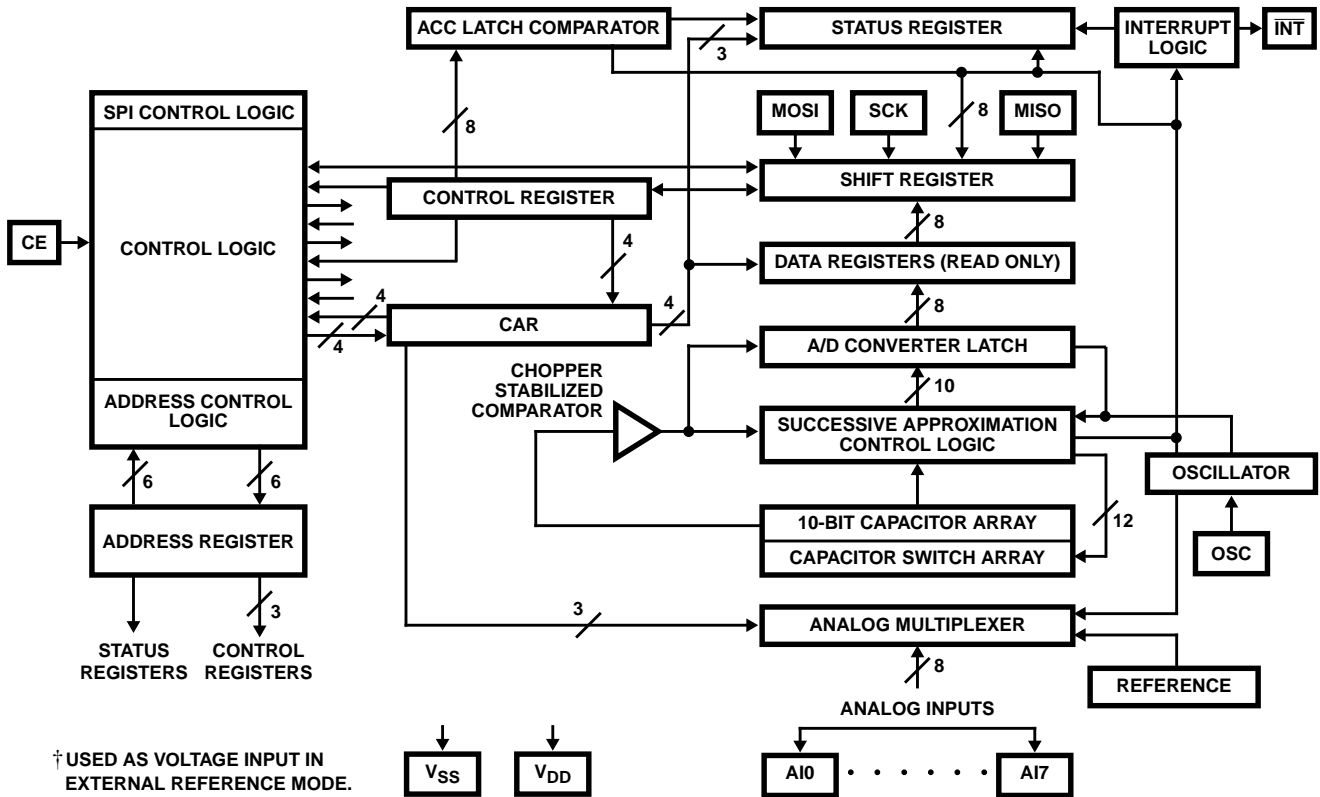 ACC LATCH COMPARATOR
3
STATUS REGISTER
INTERRUPT
LOGIC
INT
SPI CONTROL LOGIC
8
MOSI
SCK
8
MISO
CONTROL REGISTER
SHIFT REGISTER
CE
CONTROL LOGIC
4
8
DATA REGISTERS (READ ONLY)
4
4
CAR
4
8
A/D CONVERTER LATCH
CHOPPER
STABILIZED
COMPARATOR
10
ADDRESS CONTROL
LOGIC
SUCCESSIVE APPROXIMATION
CONTROL LOGIC
6
6
OSCILLATOR
12
ADDRESS REGISTER
10-BIT CAPACITOR ARRAY
CAPACITOR SWITCH ARRAY
OSC
3
3
ANALOG MULTIPLEXER
STATUS
REGISTERS
CONTROL
REGISTERS
8
REFERENCE
ANALOG INPUTS
† USED AS VOLTAGE INPUT IN
EXTERNAL REFERENCE MODE.
VSS
VDD
AI0
· · · · · · ·
AI7